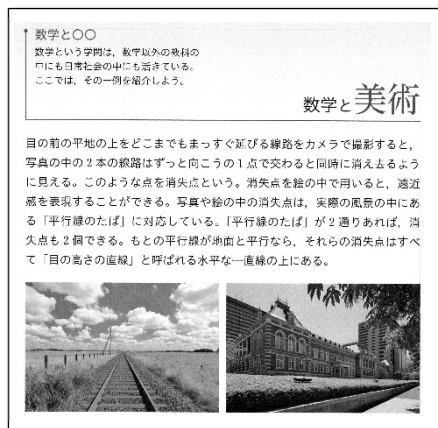 数学と○○
数学という学問は，数学以外の教科の
中にも日常社会の中にも活きている。
ここでは，その一例を紹介しよう。
数学と美術
目の前の平地の上をどこまでもまっすぐ延びる線路をカメラで撮影すると，
写真の中の2本の線路はずっと向こうの1点で交わると同時に消え去るよう
に見える。このような点を消失点という。消失点を絵の中で用いると，遠近
感を表現することができる。写真や絵の中の消失点は，実際の風景の中にあ
る「平行線のたば」に対応している。「平行線のたば」が2通りあれば，消
失点も2個できる。もとの平行線が地面と平行なら，それらの消失点はすべ
て「目の高さの直線」と呼ばれる水平な一直線の上にある。